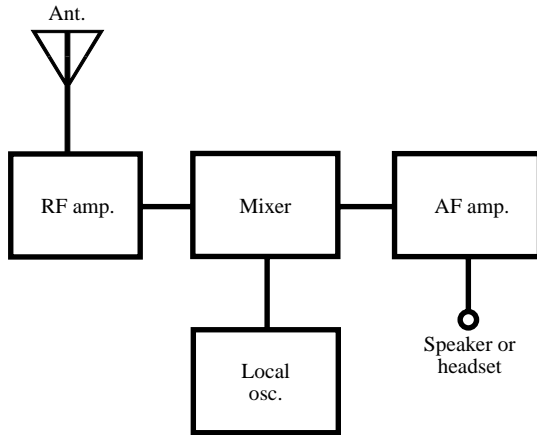 Ant.
RF amp.
Mixer
AF amp.
Local
osc.
Speaker or
headset